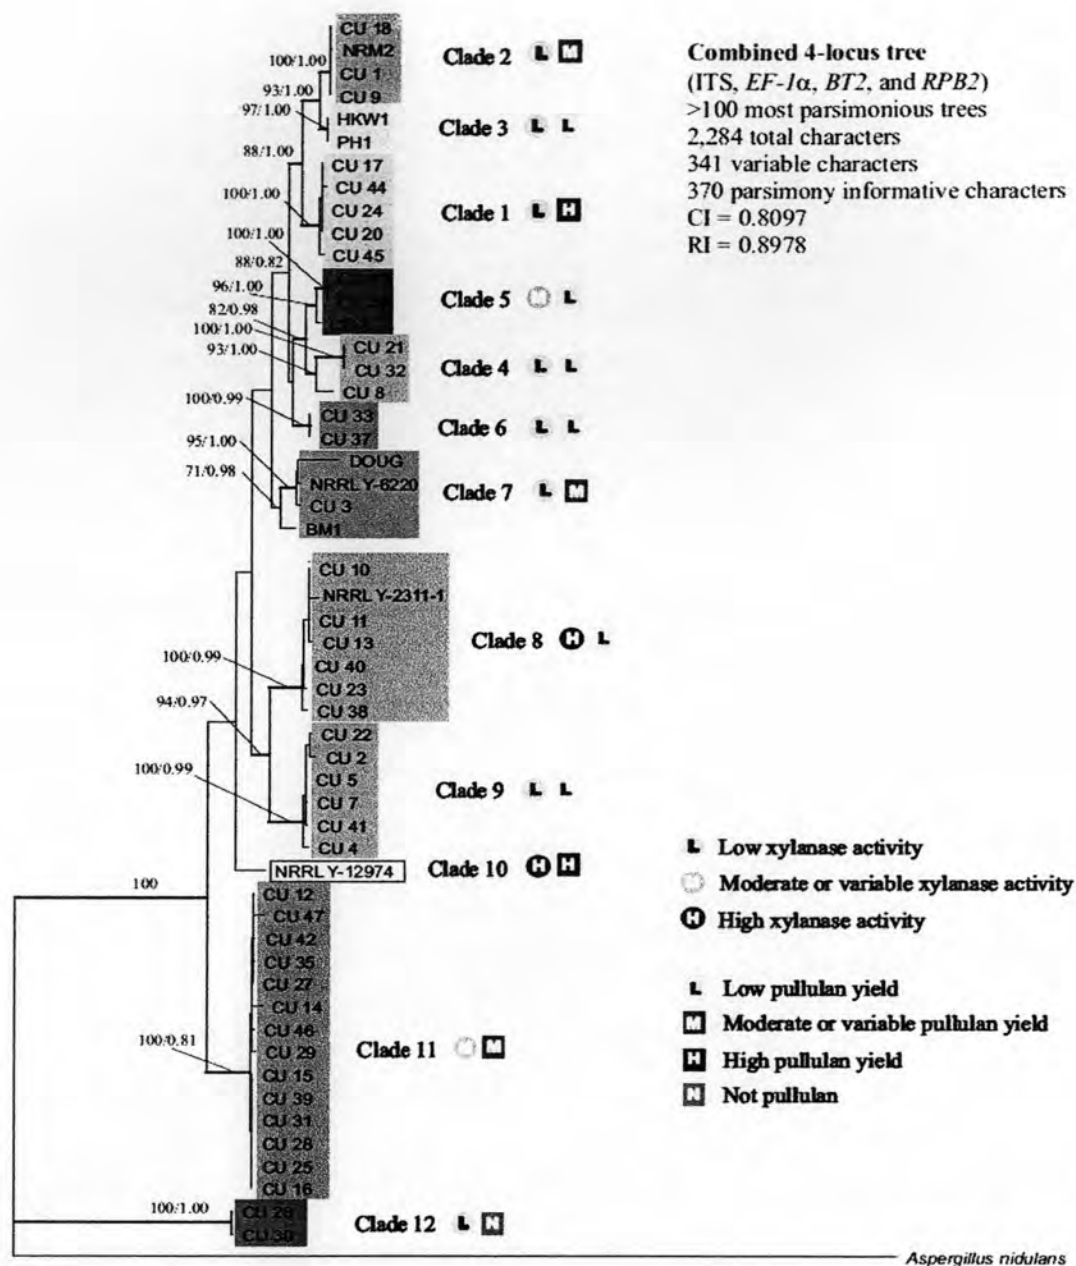 Combined 4-locus tree
(ITS, EF-1α, BT2, and RPB2)
>100 most parsimonious trees
2,284 total characters
341 variable characters
370 parsimony informative characters
CI = 0.8097
RI = 0.8978
100/1.00
93/1.00
97/1.00
88/1.00
100/1.00
100/1.00
88/0.82
96/1.00
82/0.98
100/1.00
93/1.00
100/0.99
95/1.00
71/0.98
100/0.99
94/0.97
100/0.99
100
100/0.81
100/1.00
CU 18
NRM2
CU 1
CU 9
Clade 2 L M
HKW1
PH1
Clade 3 L L
CU 17
CU 44
CU 24
CU 20
CU 45
Clade 1 L H
Clade 5 M L
CU 21
CU 32
CU 8
Clade 4 L L
CU 33
CU 37
Clade 6 L L
DOUG
NRRL Y-6220
CU 3
BM1
Clade 7 L M
CU 10
NRRL Y-2311-1
CU 11
CU 13
CU 40
CU 23
CU 38
Clade 8 H L
CU 22
CU 2
CU 5
CU 7
CU 41
CU 4
Clade 9 L L
NRRL Y-12974
Clade 10 H H
CU 12
CU 47
CU 42
CU 35
CU 27
CU 14
CU 46
CU 29
CU 15
CU 39
CU 31
CU 28
CU 25
CU 16
Clade 11 M M
CU
CU 30
Clade 12 L N
Aspergillus nidulans
L Low xylanase activity
M Moderate or variable xylanase activity
H High xylanase activity
L Low pullulan yield
M Moderate or variable pullulan yield
H High pullulan yield
N Not pullulan